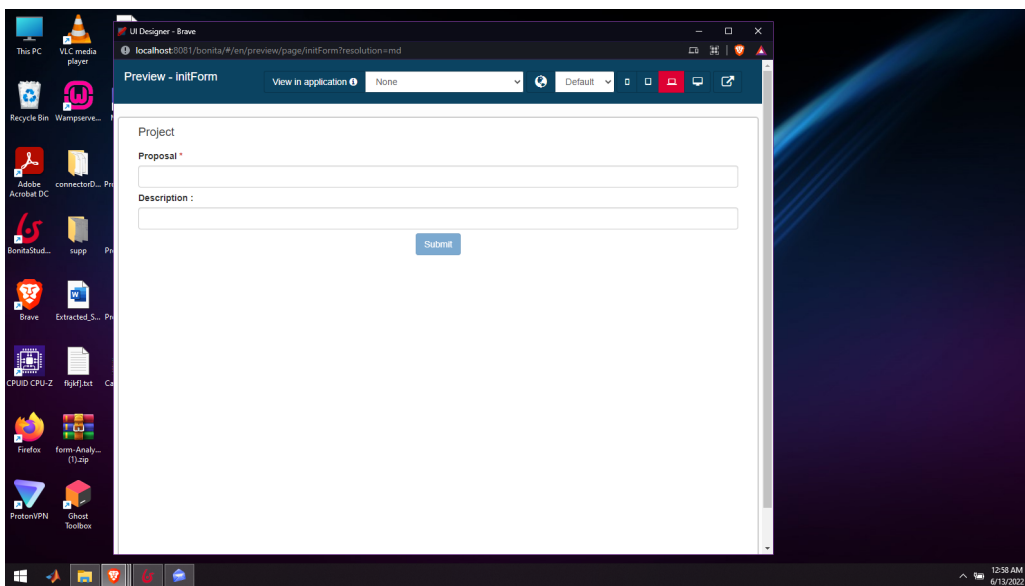 UI Designer - Brave
localhost:8081/bonita/#/en/preview/page/initForm?resolution=md
Preview - initForm
View in application
None
Default
Project
Proposal *
Description :
Submit
This PC
VLC media
player
Recycle Bin
Wampserve...
Adobe
Acrobat DC
connectorD...
BonitaStud...
supp
Brave
Extracted_S...
CPUID CPU-Z
Firefox
form-Analy...
(1).zip
ProtonVPN
Ghost
Toolbox
12:58 AM
6/13/2022